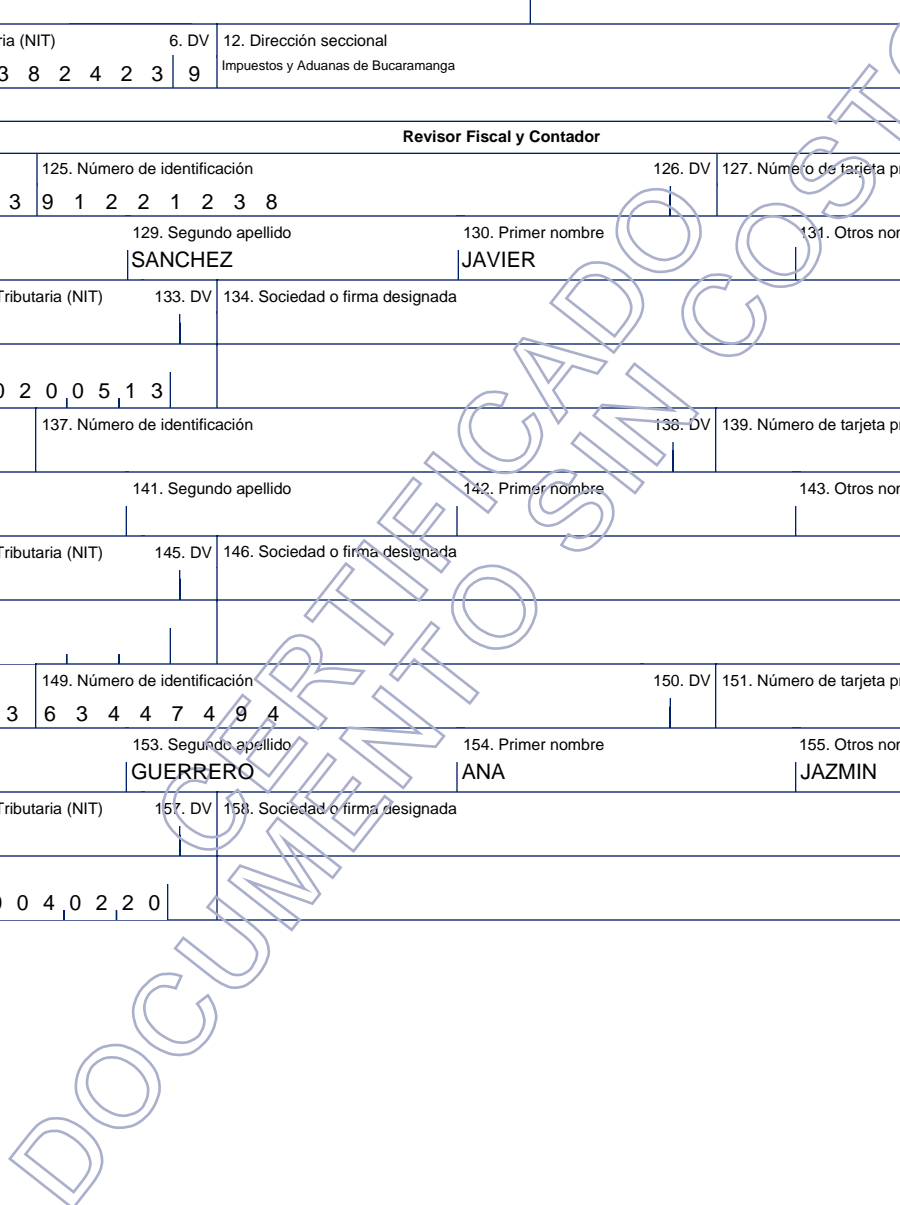 ria (NIT) 6. DV 12. Dirección seccional
3 8 2 4 2 3 9 Impuestos y Aduanas de Bucaramanga
Revisor Fiscal y Contador
125. Número de identificación 126. DV 127. Número de tarjeta pr
3 9 1 2 2 1 2 3 8
129. Segundo apellido 130. Primer nombre 131. Otros nom
SANCHEZ JAVIER
Tributaria (NIT) 133. DV 134. Sociedad o firma designada
0 2 0 0 5 1 3
137. Número de identificación 138. DV 139. Número de tarjeta pr
141. Segundo apellido 142. Primer nombre 143. Otros nom
Tributaria (NIT) 145. DV 146. Sociedad o firma designada
149. Número de identificación 150. DV 151. Número de tarjeta pr
3 6 3 4 4 7 4 9 4
153. Segundo apellido 154. Primer nombre 155. Otros nom
GUERRERO ANA JAZMIN
Tributaria (NIT) 157. DV 158. Sociedad o firma designada
0 0 4 0 2 2 0
CERTIFICADO
DOCUMENTO SIN COSTO